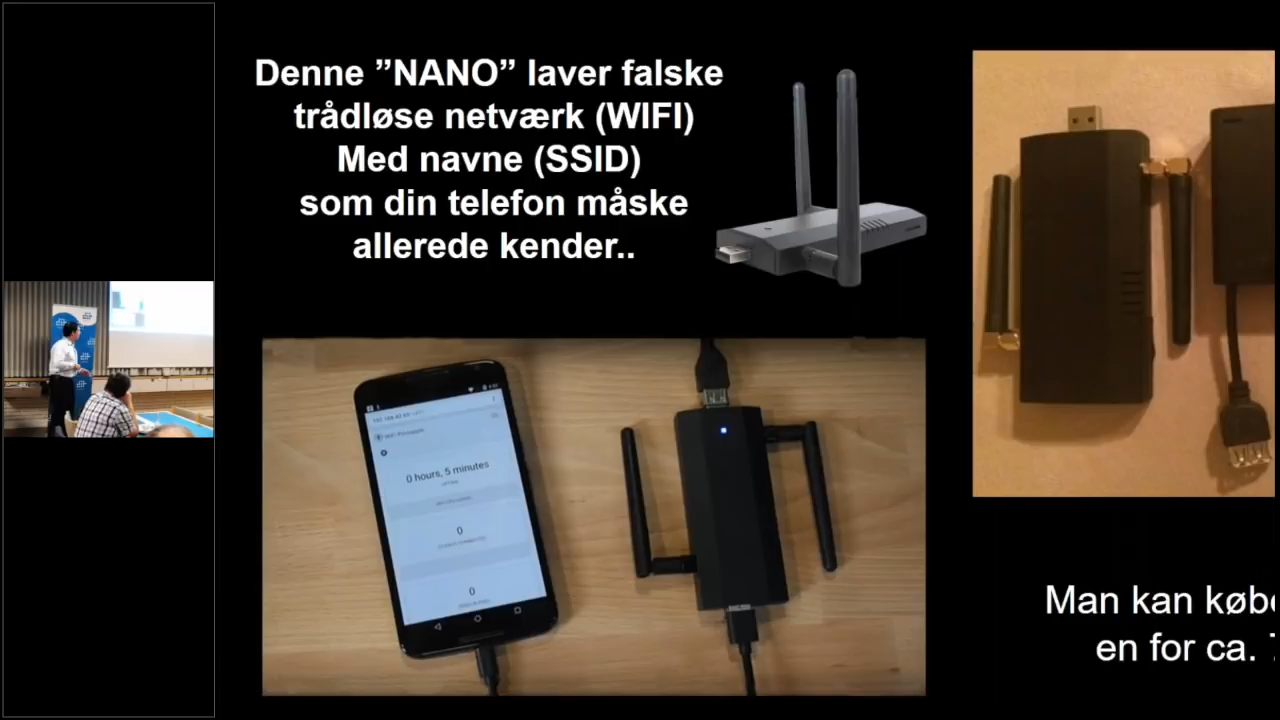 Denne ”NANO” laver falske
trådløse netværk (WIFI)
Med navne (SSID)
som din telefon måske
allerede kender..
0 hours, 5 minutes
0
0
Man kan købe
en for ca.